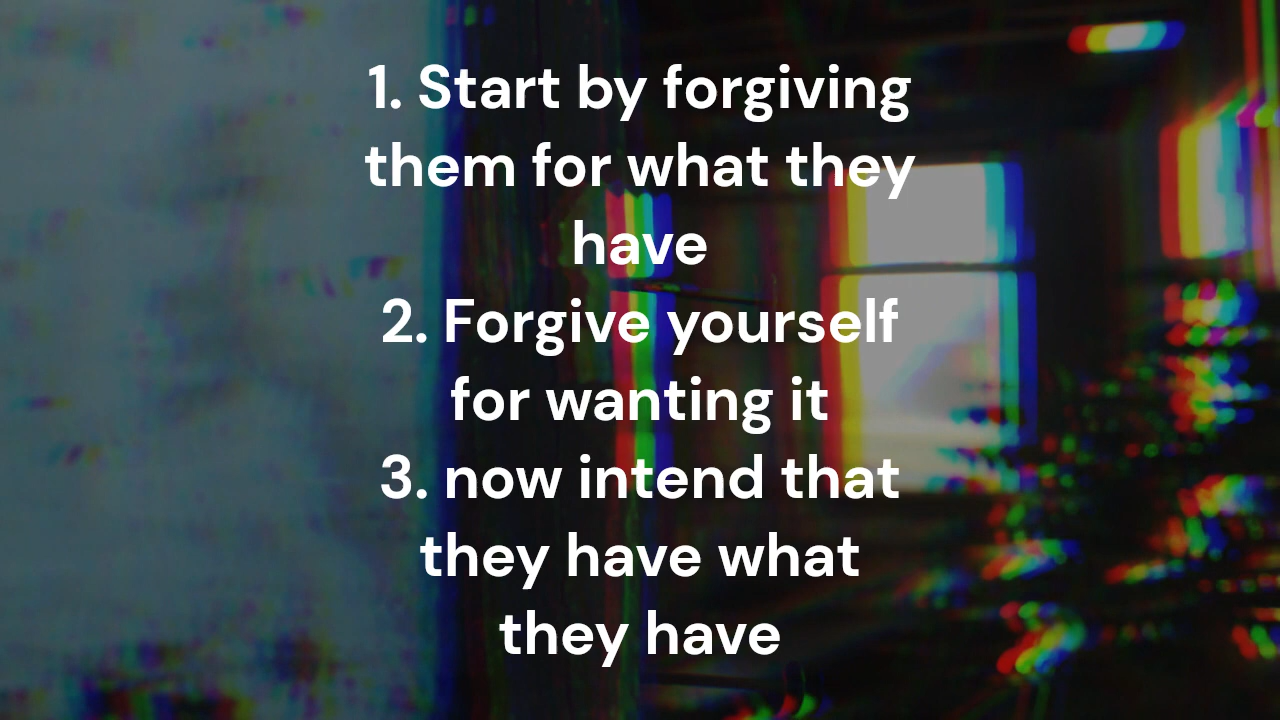 1. Start by forgiving
them for what they
have
2. Forgive yourself
for wanting it
3. now intend that
they have what
they have